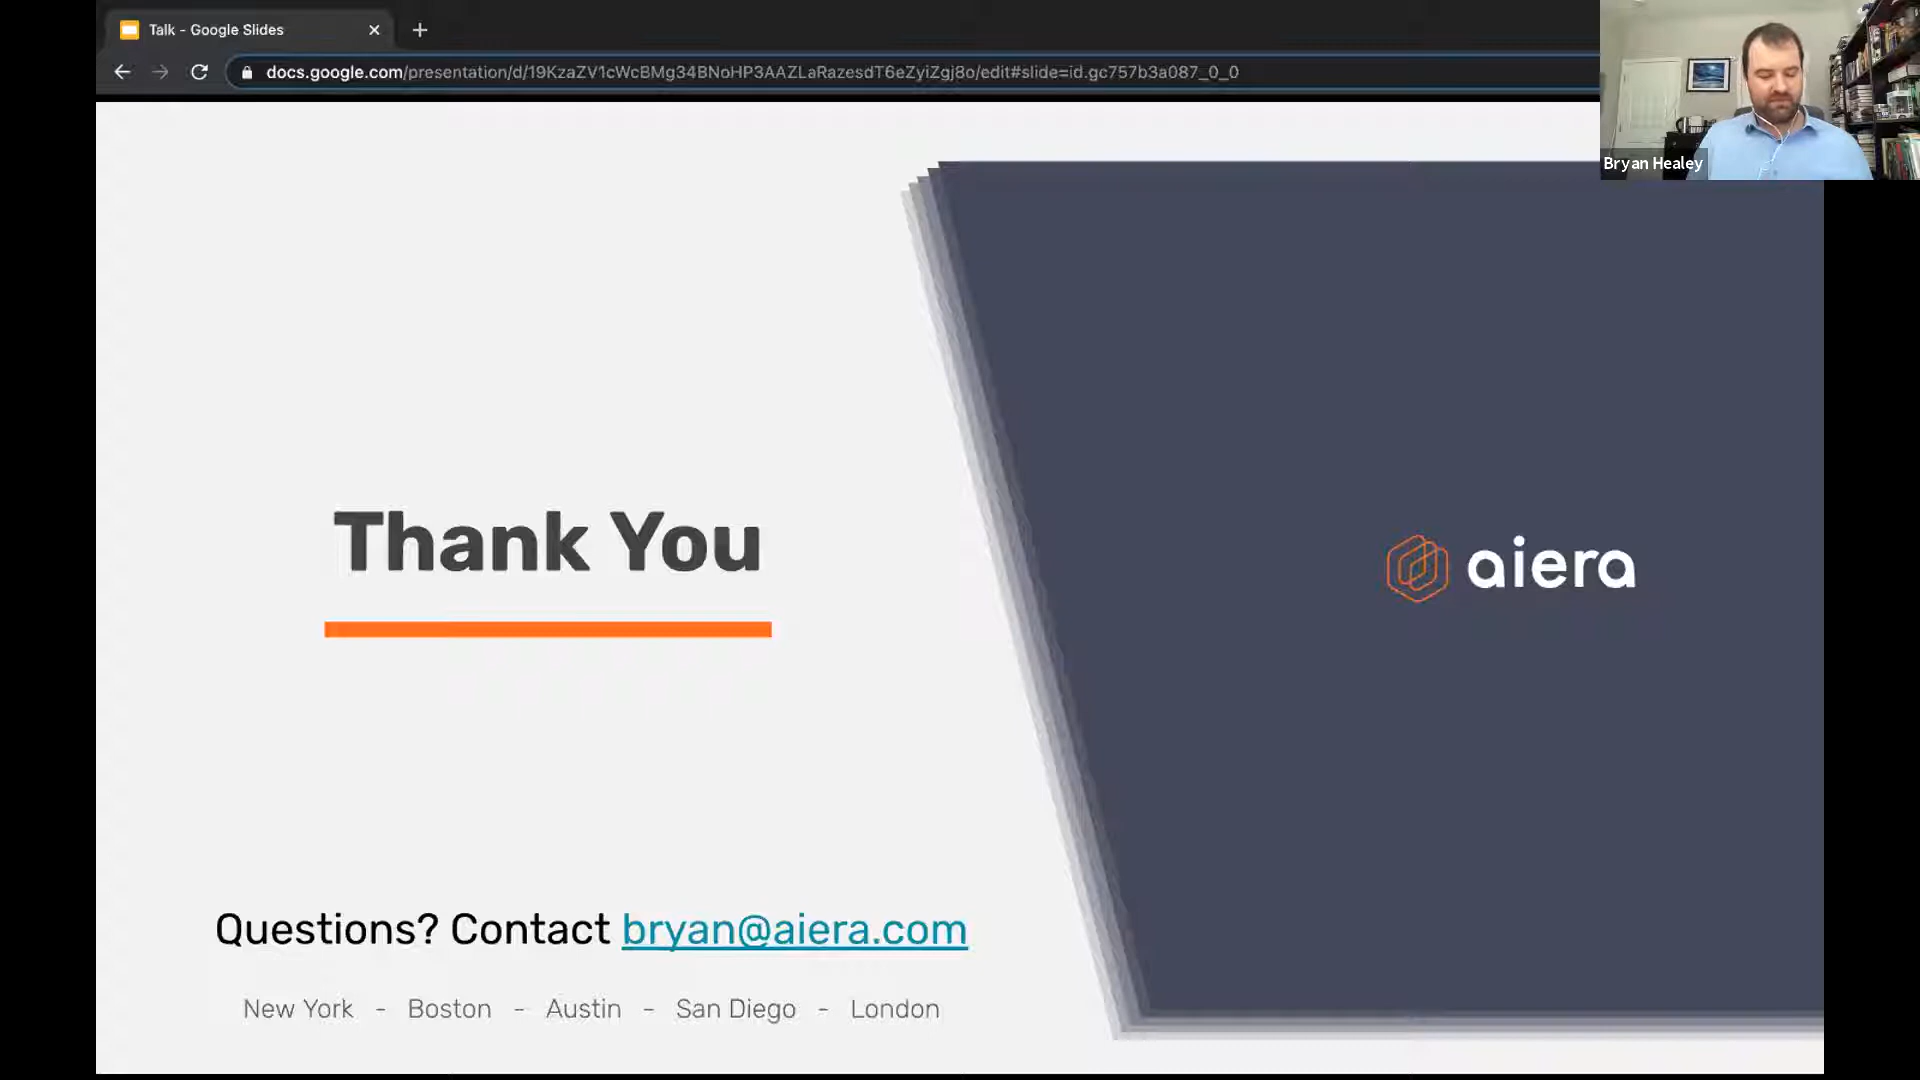 Talk - Google Slides
docs.google.com/presentation/d/19KzaZV1cWcBMg34BNoHP3AAZLaRazesdT6eZyiZgj8o/edit#slide=id.gc757b3a087_0_0
Bryan Healey
Thank You
aiera
Questions? Contact bryan@aiera.com
New York - Boston - Austin - San Diego - London